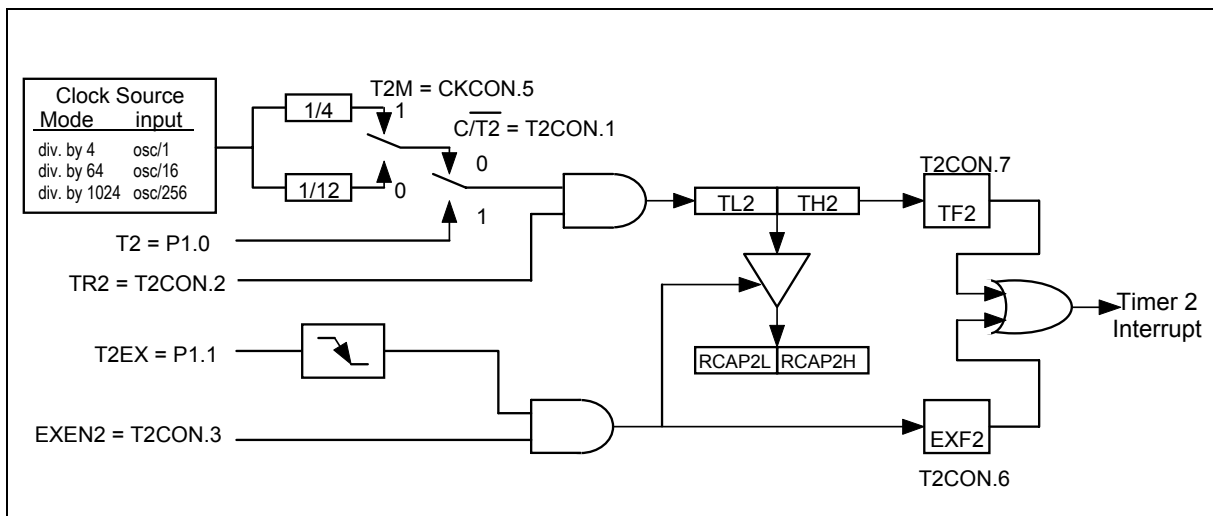 Clock Source
Mode input
div. by 4 osc/1
div. by 64 osc/16
div. by 1024 osc/256
1/4
1/12
T2M = CKCON.5
1
0
C/T2 = T2CON.1
0
1
T2 = P1.0
TR2 = T2CON.2
TL2 TH2
T2CON.7
TF2
Timer 2
Interrupt
T2EX = P1.1
RCAP2L RCAP2H
EXEN2 = T2CON.3
EXF2
T2CON.6